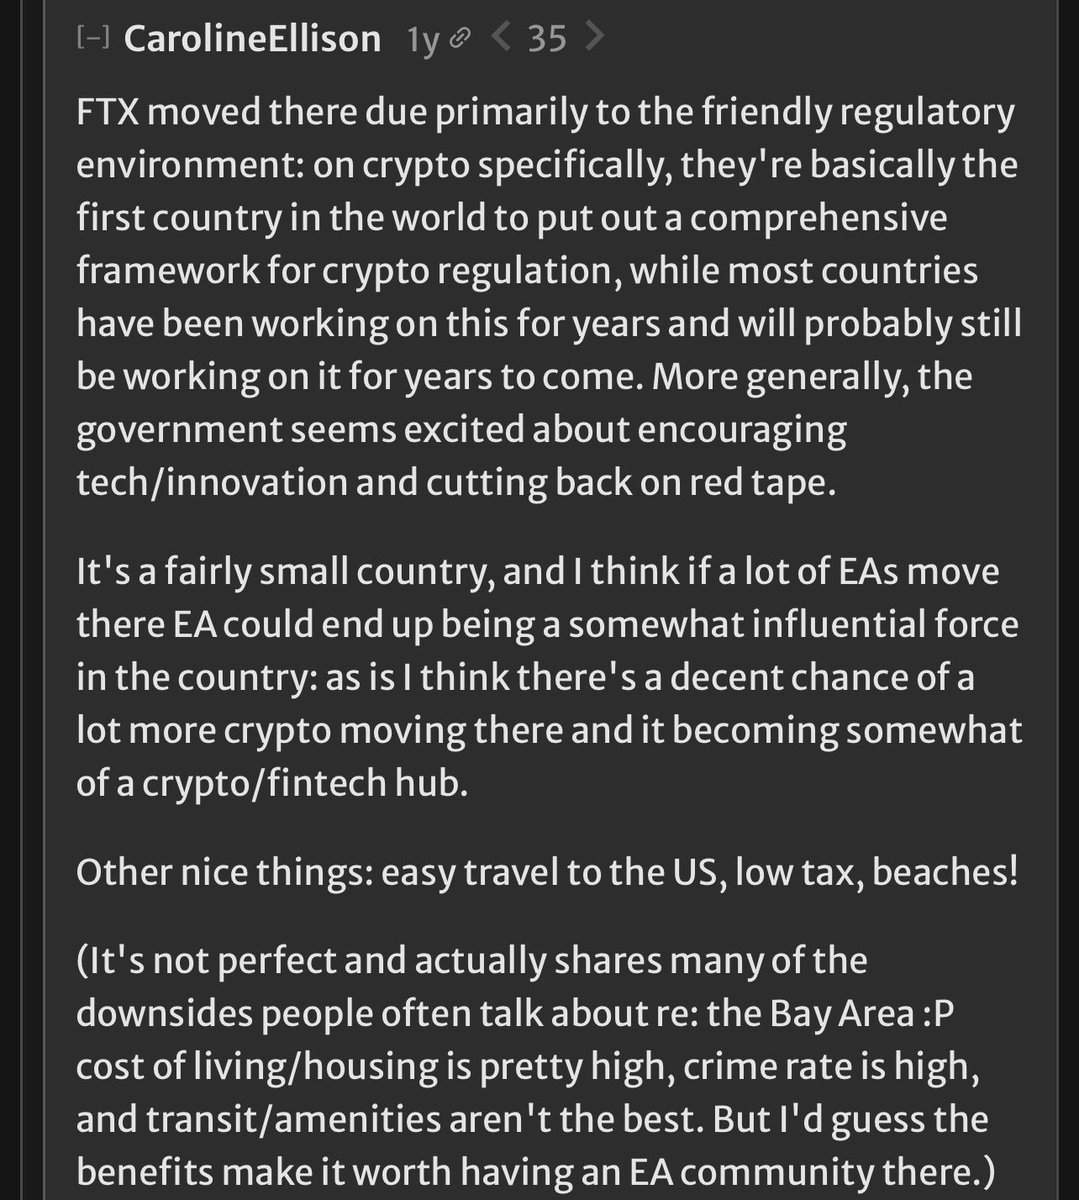 [–] CarolineEllison 1y < 35 >
FTX moved there due primarily to the friendly regulatory
environment: on crypto specifically, they're basically the
first country in the world to put out a comprehensive
framework for crypto regulation, while most countries
have been working on this for years and will probably still
be working on it for years to come. More generally, the
government seems excited about encouraging
tech/innovation and cutting back on red tape.
It's a fairly small country, and I think if a lot of EAs move
there EA could end up being a somewhat influential force
in the country: as is I think there's a decent chance of a
lot more crypto moving there and it becoming somewhat
of a crypto/fintech hub.
Other nice things: easy travel to the US, low tax, beaches!
(It's not perfect and actually shares many of the
downsides people often talk about re: the Bay Area :P
cost of living/housing is pretty high, crime rate is high,
and transit/amenities aren't the best. But I'd guess the
benefits make it worth having an EA community there.)